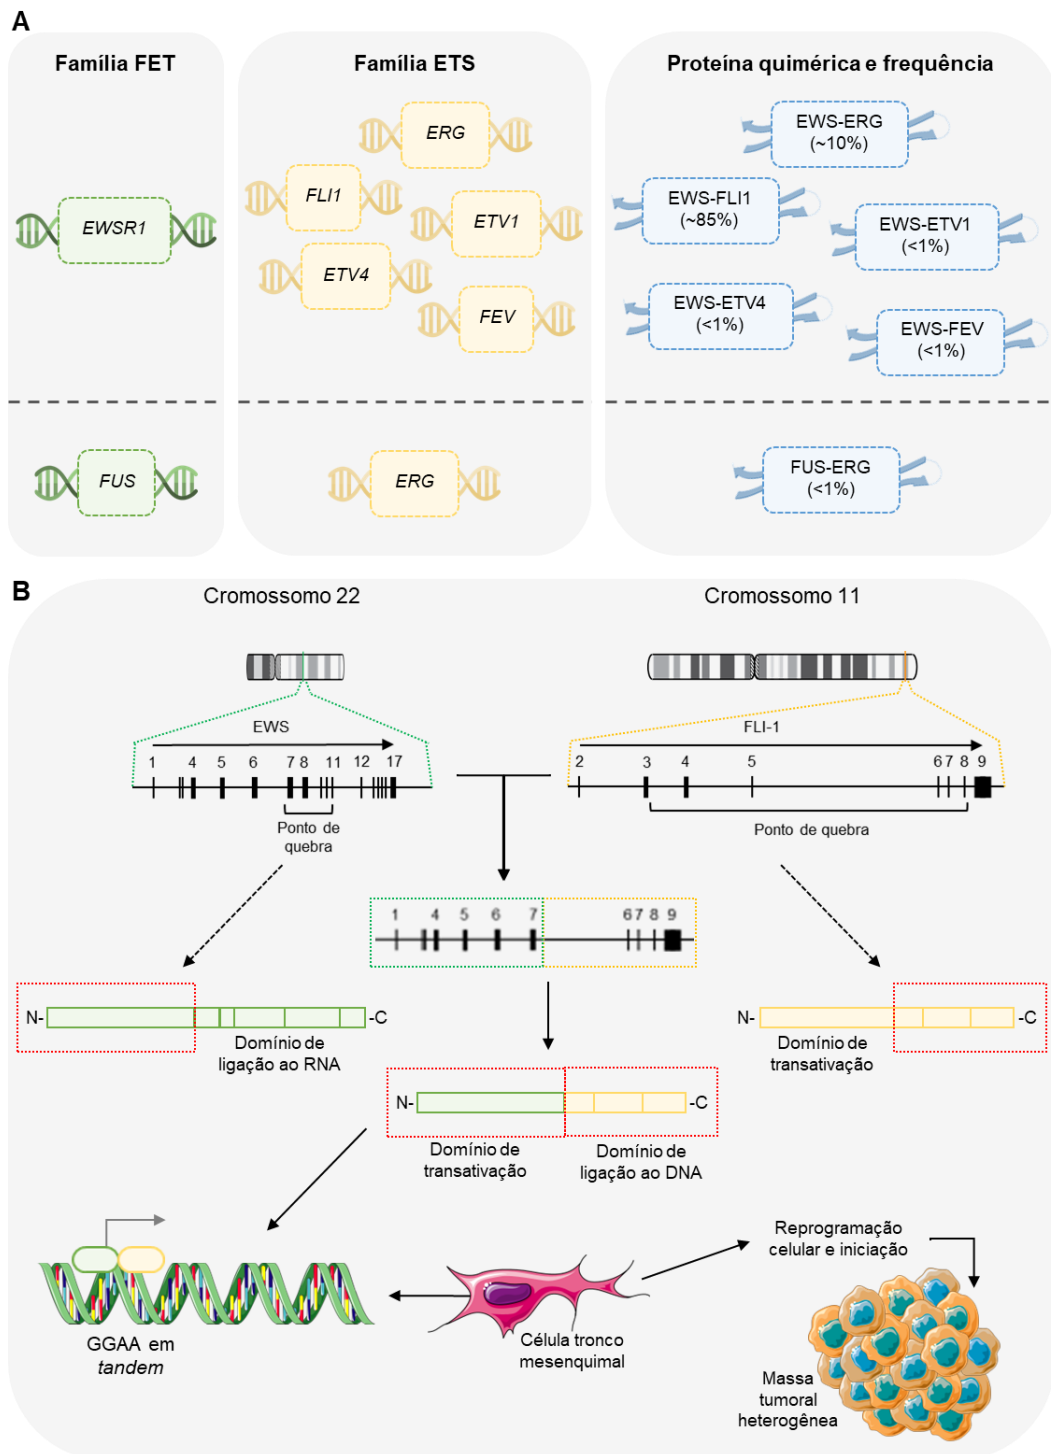 A
Família FET
Família ETS
Proteína quimérica e frequência
ERG
EWS-ERG
(~10%)
FLI1
EWS-FLI1
(~85%)
EWSR1
ETV1
EWS-ETV1
(<1%)
ETV4
EWS-ETV4
(<1%)
FEV
EWS-FEV
(<1%)
FUS
ERG
FUS-ERG
(<1%)
B
Cromossomo 22
Cromossomo 11
EWS
FLI-1
1 4 5 6 7 8 11 12 17
2 3 4 5 6 7 8 9
Ponto de
quebra
Ponto de quebra
1 4 5 6 7 6 7 8 9
N- -C
Domínio de
ligação ao RNA
N- -C
Domínio de
transativação
N- -C
Domínio de
transativação
Domínio de
ligação ao DNA
Reprogramação
celular e iniciação
GGAA em
tandem
Célula tronco
mesenquimal
Massa
tumoral
heterogênea